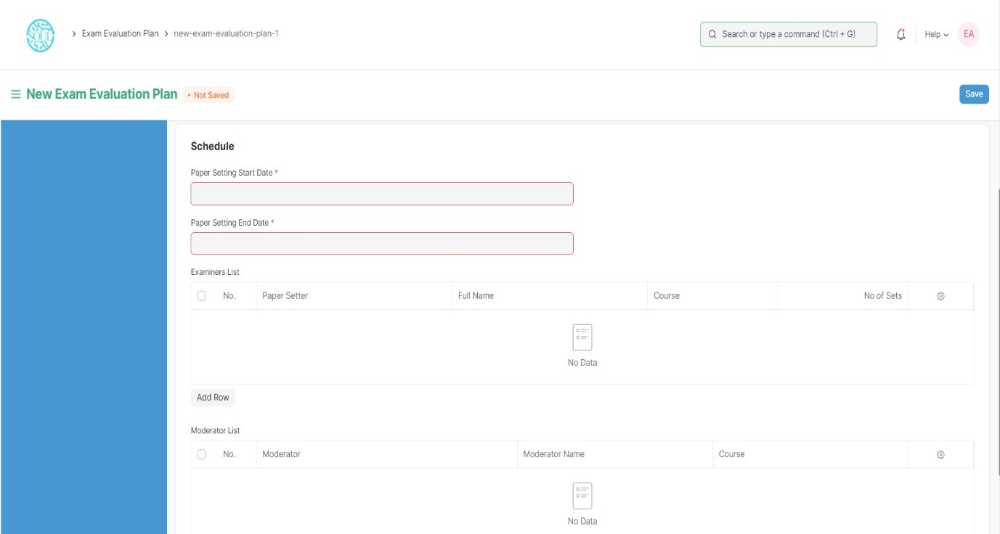 SOUL
> Exam Evaluation Plan > new-exam-evaluation-plan-1
Search or type a command (Ctrl + G)
Help
EA
New Exam Evaluation Plan
• Not Saved
Save
Schedule
Paper Setting Start Date *
Paper Setting End Date *
Examiners List
No. Paper Setter Full Name Course No of Sets
No Data
Add Row
Moderator List
No. Moderator Moderator Name Course
No Data